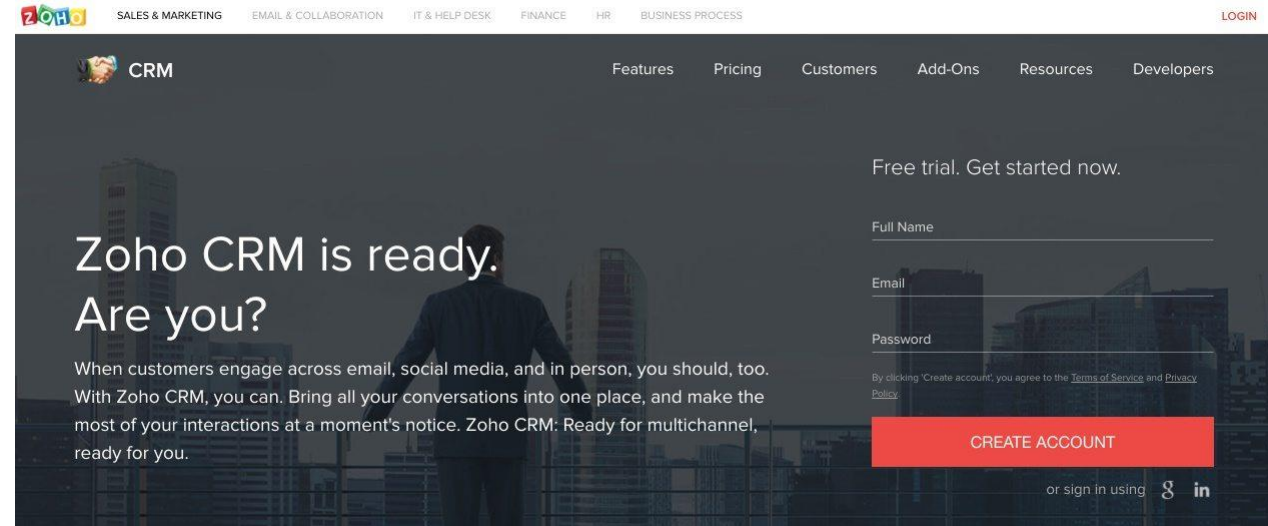 ZOHO SALES & MARKETING EMAIL & COLLABORATION IT & HELP DESK FINANCE HR BUSINESS PROCESS LOGIN
CRM Features Pricing Customers Add-Ons Resources Developers
Zoho CRM is ready.
Are you?
When customers engage across email, social media, and in person, you should, too.
With Zoho CRM, you can. Bring all your conversations into one place, and make the
most of your interactions at a moment's notice. Zoho CRM: Ready for multichannel,
ready for you.
Free trial. Get started now.
Full Name
Email
Password
By clicking 'Create account', you agree to the Terms of Service and Privacy
Policy.
CREATE ACCOUNT
or sign in using g in